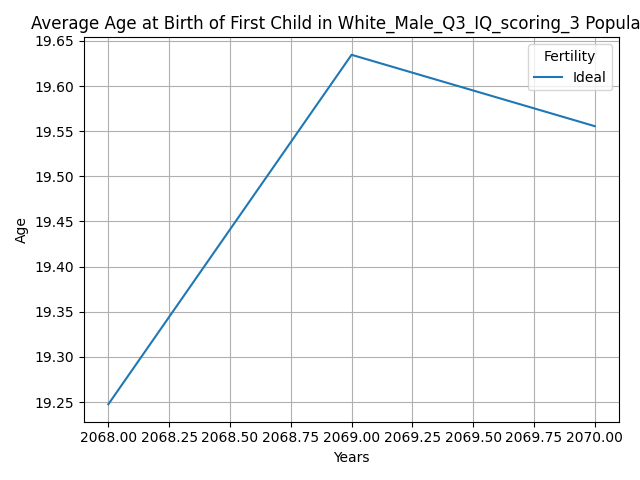 Average Age at Birth of First Child in White_Male_Q3_IQ_scoring_3 Popula
19.65
19.60
19.55
19.50
19.45
19.40
19.35
19.30
19.25
Age
Fertility
Ideal
2068.00 2068.25 2068.50 2068.75 2069.00 2069.25 2069.50 2069.75 2070.00
Years